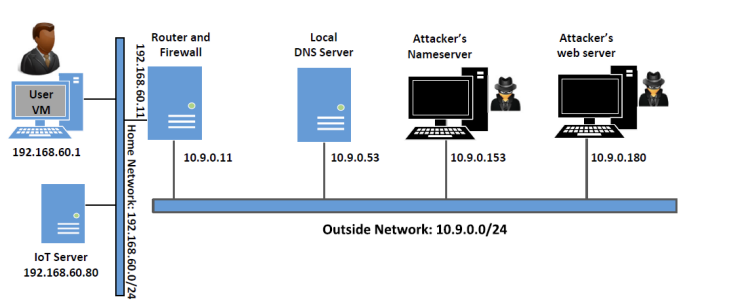 Router and
Firewall
Local
DNS Server
Attacker's
Nameserver
Attacker's
web server
User
VM
192.168.60.1
192.168.60.11
10.9.0.11
10.9.0.53
10.9.0.153
10.9.0.180
Home Network: 192.168.60.0/24
IoT Server
192.168.60.80
Outside Network: 10.9.0.0/24